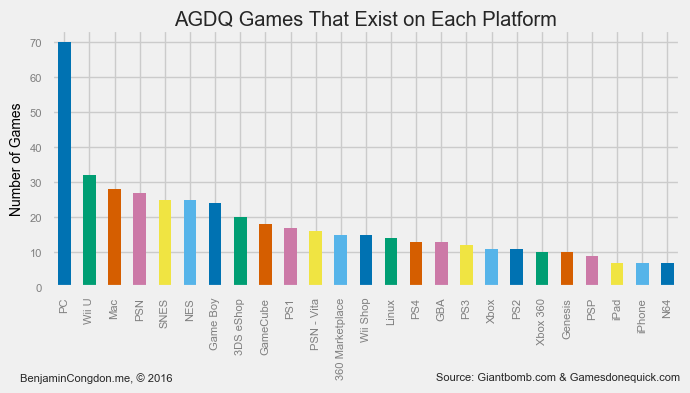 AGDQ Games That Exist on Each Platform
Number of Games
70
60
50
40
30
20
10
0
PC
Wii U
Mac
PSN
SNES
NES
Game Boy
3DS eShop
GameCube
PS1
PSN - Vita
360 Marketplace
Wii Shop
Linux
PS4
GBA
PS3
Xbox
PS2
Xbox 360
Genesis
PSP
iPad
iPhone
N64
BenjaminCongdon.me, © 2016
Source: Giantbomb.com & Gamesdonequick.com